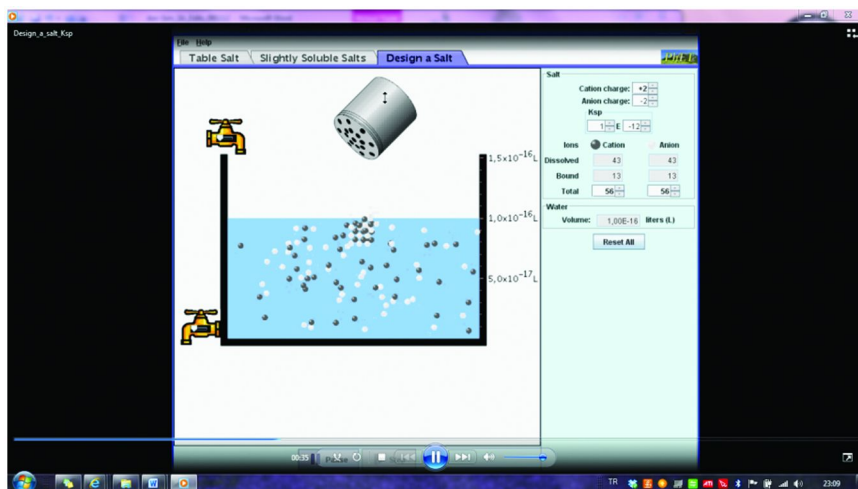 Design_a_salt_Ksp
File Help
Table Salt
Slightly Soluble Salts
Design a Salt
PhET
Salt
Cation charge: +2
Anion charge: -2
Ksp
1 E -12
Ions Cation Anion
Dissolved 43 43
Bound 13 13
Total 56 56
Water
Volume: 1,00E-16 liters (L)
Reset All
1,5x10⁻¹⁶L
1,0x10⁻¹⁶L
5,0x10⁻¹⁷L
00:35
TR
23:09